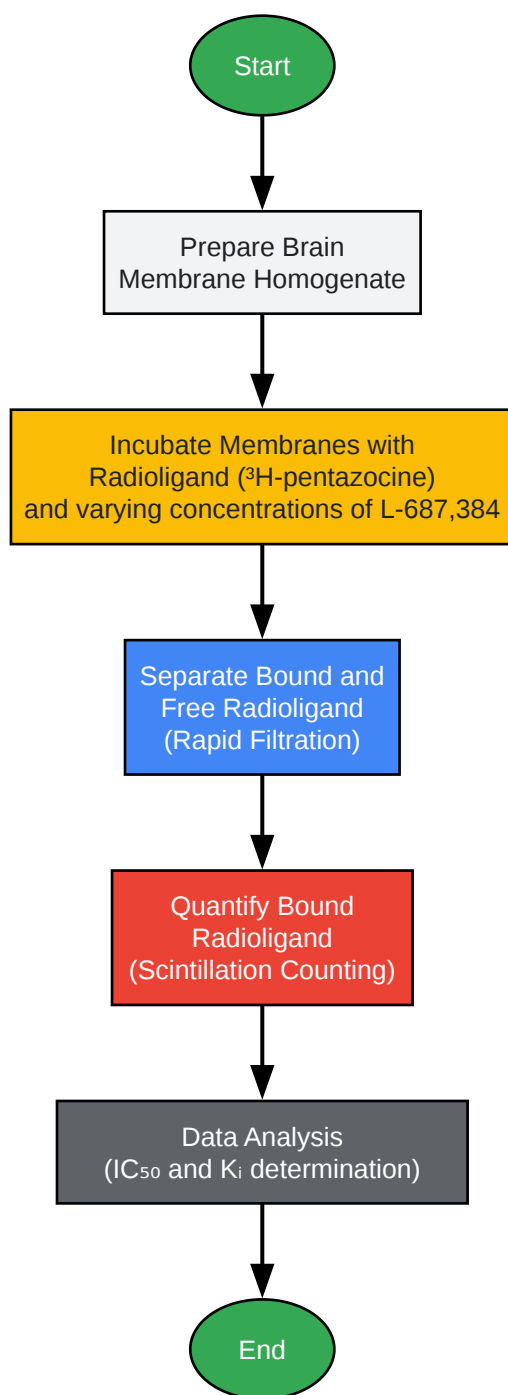 Start
Prepare Brain
Membrane Homogenate
Incubate Membranes with
Radioligand (³H-pentazocine)
and varying concentrations of L-687,384
Separate Bound and
Free Radioligand
(Rapid Filtration)
Quantify Bound
Radioligand
(Scintillation Counting)
Data Analysis
(IC₅₀ and Kᵢ determination)
End